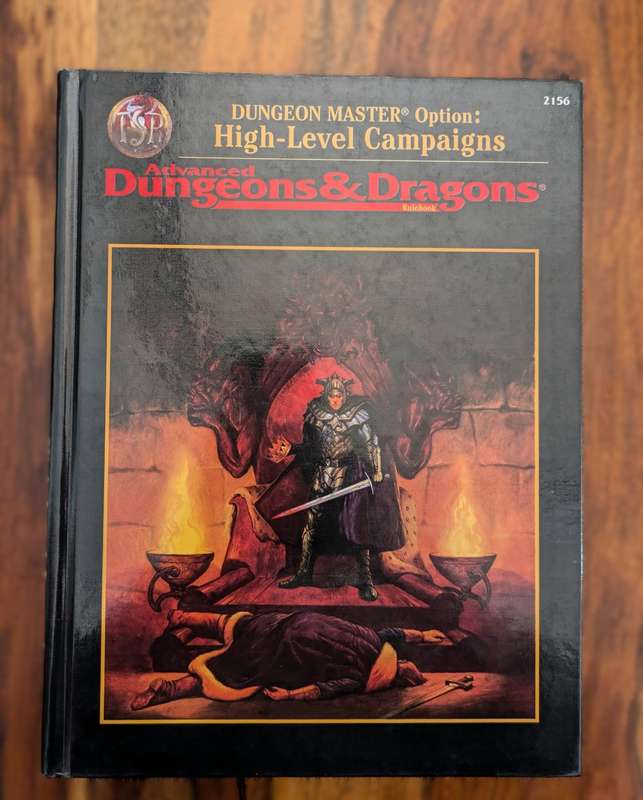 2156
TSR
DUNGEON MASTER® Option:
High-Level Campaigns
Advanced
Dungeons & Dragons®
Rulebook